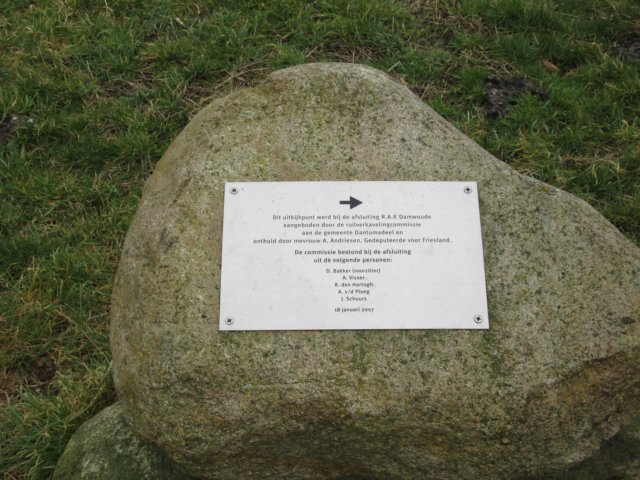 Dit uitkijkpunt werd bij de afsluiting R.A.K Damwoude
aangeboden door de ruilverkavelingcommissie
aan de gemeente Dantumadeel en
onthuld door mevrouw A. Andriesen, Gedeputeerde voor Friesland.
De commissie bestond bij de afsluiting
uit de volgende personen:
D. Bakker (voorzitter)
A. Visser.
R. den Hartogh.
A. v/d Ploeg
J. Schuurs
18 januari 2007